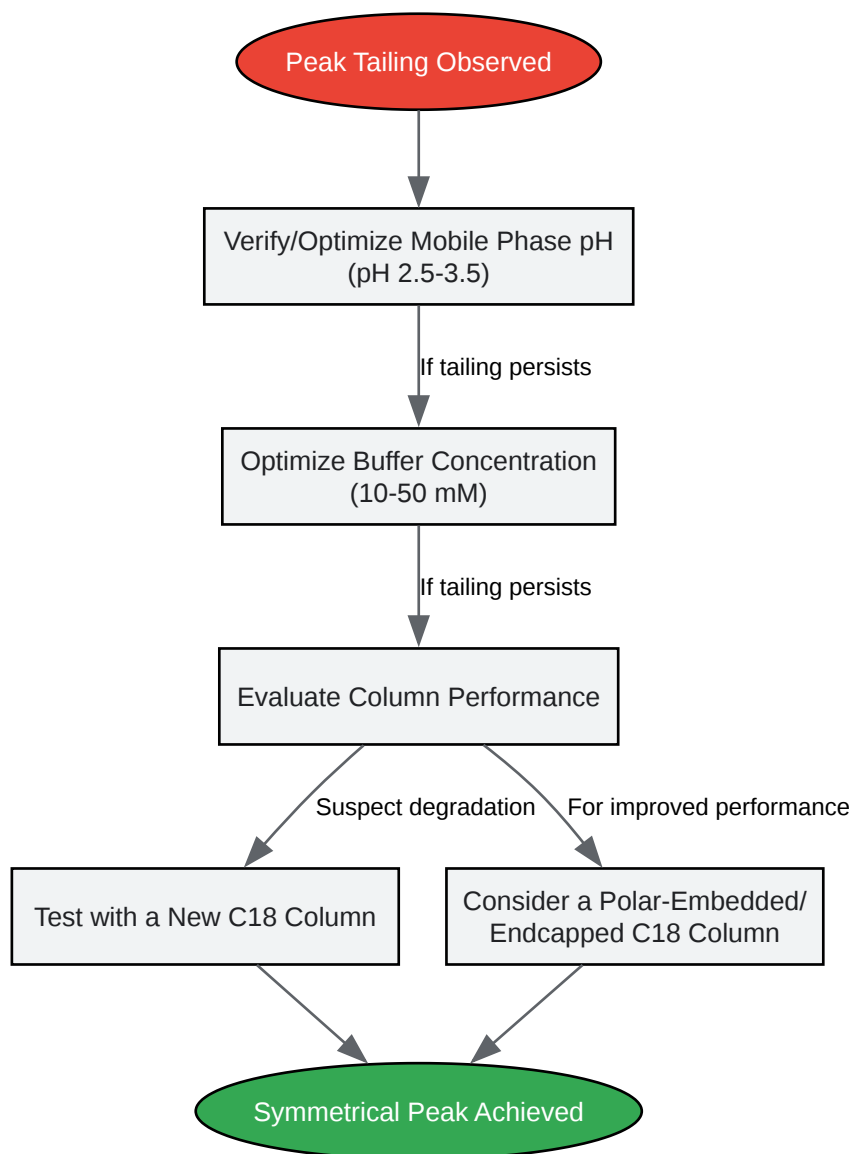 Peak Tailing Observed
Verify/Optimize Mobile Phase pH
(pH 2.5-3.5)
If tailing persists
Optimize Buffer Concentration
(10-50 mM)
If tailing persists
Evaluate Column Performance
Suspect degradation
For improved performance
Test with a New C18 Column
Consider a Polar-Embedded/
Endcapped C18 Column
Symmetrical Peak Achieved